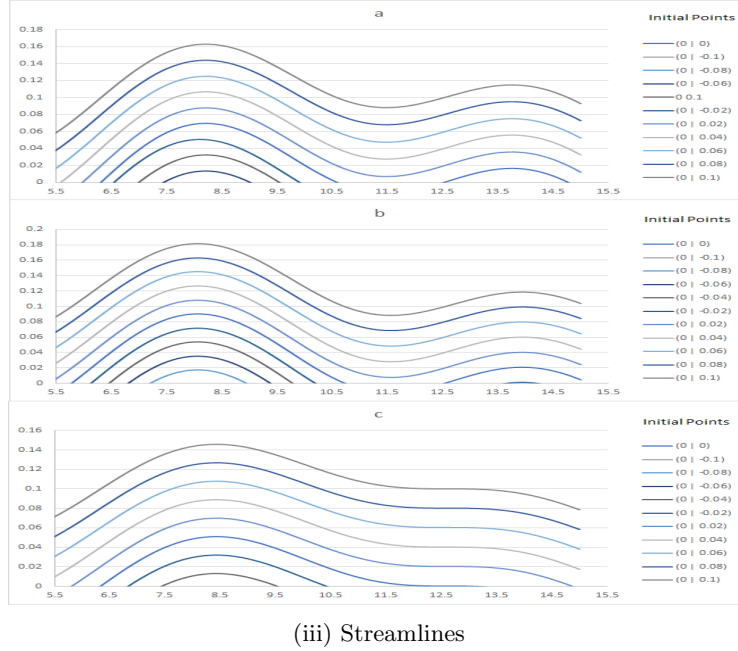 a
Initial Points
0.18
0.16
0.14
0.12
0.1
0.08
0.06
0.04
0.02
0
5.5 6.5 7.5 8.5 9.5 10.5 11.5 12.5 13.5 14.5 15.5
(0 | 0)
(0 | -0.1)
(0 | -0.08)
(0 | -0.06)
0 0.1
(0 | -0.02)
(0 | 0.02)
(0 | 0.04)
(0 | 0.06)
(0 | 0.08)
(0 | 0.1)
b
Initial Points
0.2
0.18
0.16
0.14
0.12
0.1
0.08
0.06
0.04
0.02
0
5.5 6.5 7.5 8.5 9.5 10.5 11.5 12.5 13.5 14.5 15.5
(0 | 0)
(0 | -0.1)
(0 | -0.08)
(0 | -0.06)
(0 | -0.04)
(0 | -0.02)
(0 | 0.02)
(0 | 0.04)
(0 | 0.06)
(0 | 0.08)
(0 | 0.1)
c
Initial Points
0.16
0.14
0.12
0.1
0.08
0.06
0.04
0.02
0
5.5 6.5 7.5 8.5 9.5 10.5 11.5 12.5 13.5 14.5 15.5
(0 | 0)
(0 | -0.1)
(0 | -0.08)
(0 | -0.06)
(0 | -0.04)
(0 | -0.02)
(0 | 0.02)
(0 | 0.04)
(0 | 0.06)
(0 | 0.08)
(0 | 0.1)
(iii) Streamlines